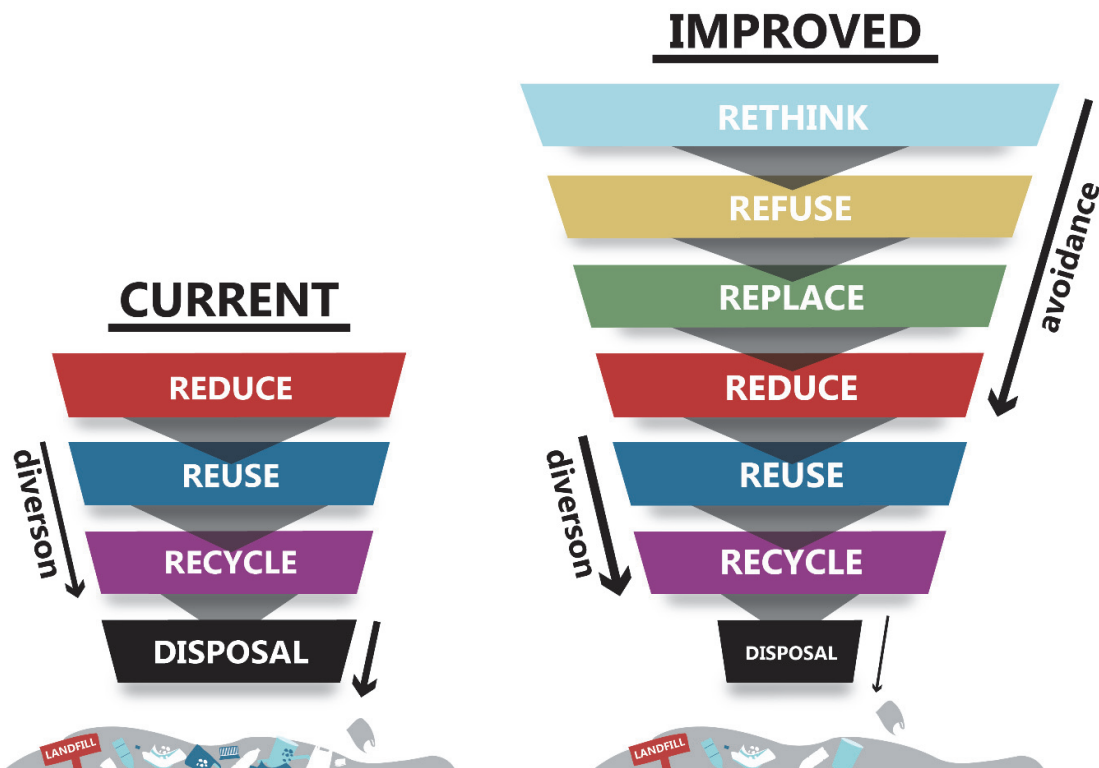 CURRENT
REDUCE
REUSE
RECYCLE
diverson
DISPOSAL
LANDFILL
IMPROVED
RETHINK
REFUSE
REPLACE
REDUCE
avoidance
REUSE
RECYCLE
diverson
DISPOSAL
LANDFILL